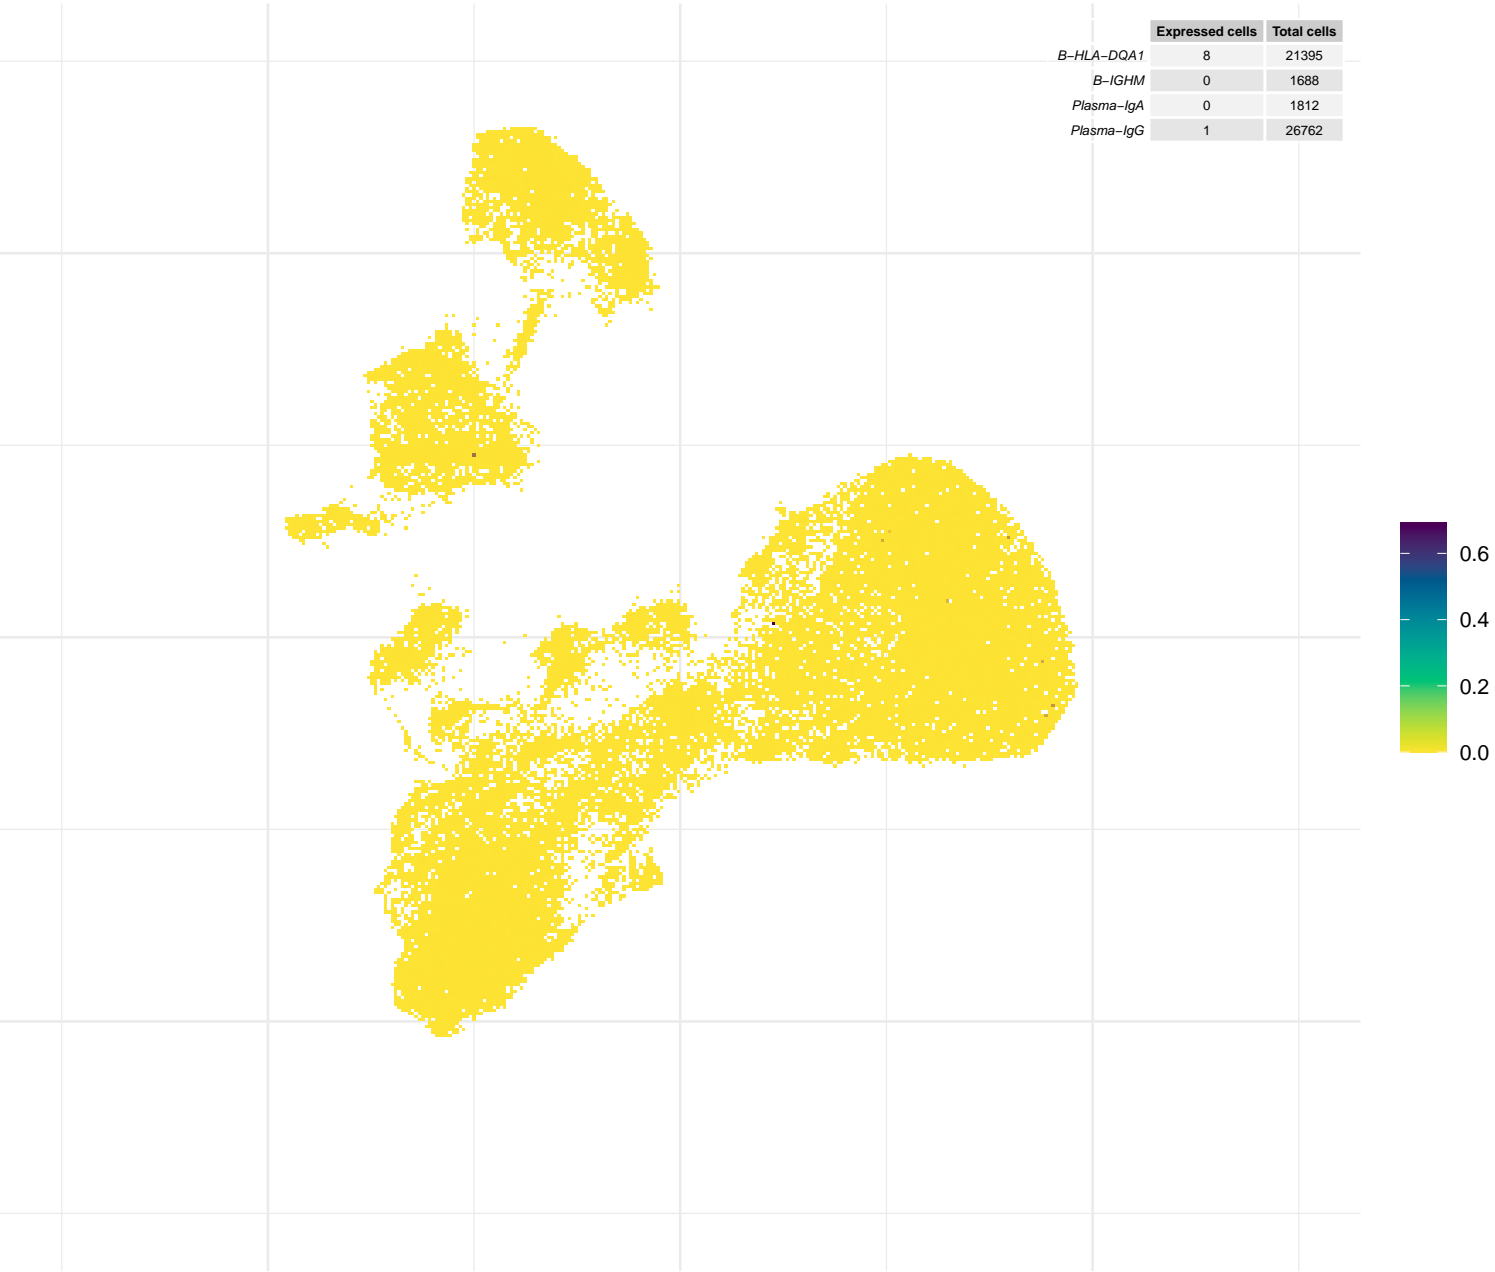 Expressed cells Total cells
B−HLA−DQA1 8 21395
B−IGHM 0 1688
Plasma−IgA 0 1812
Plasma−IgG 1 26762
0.6
0.4
0.2
0.0